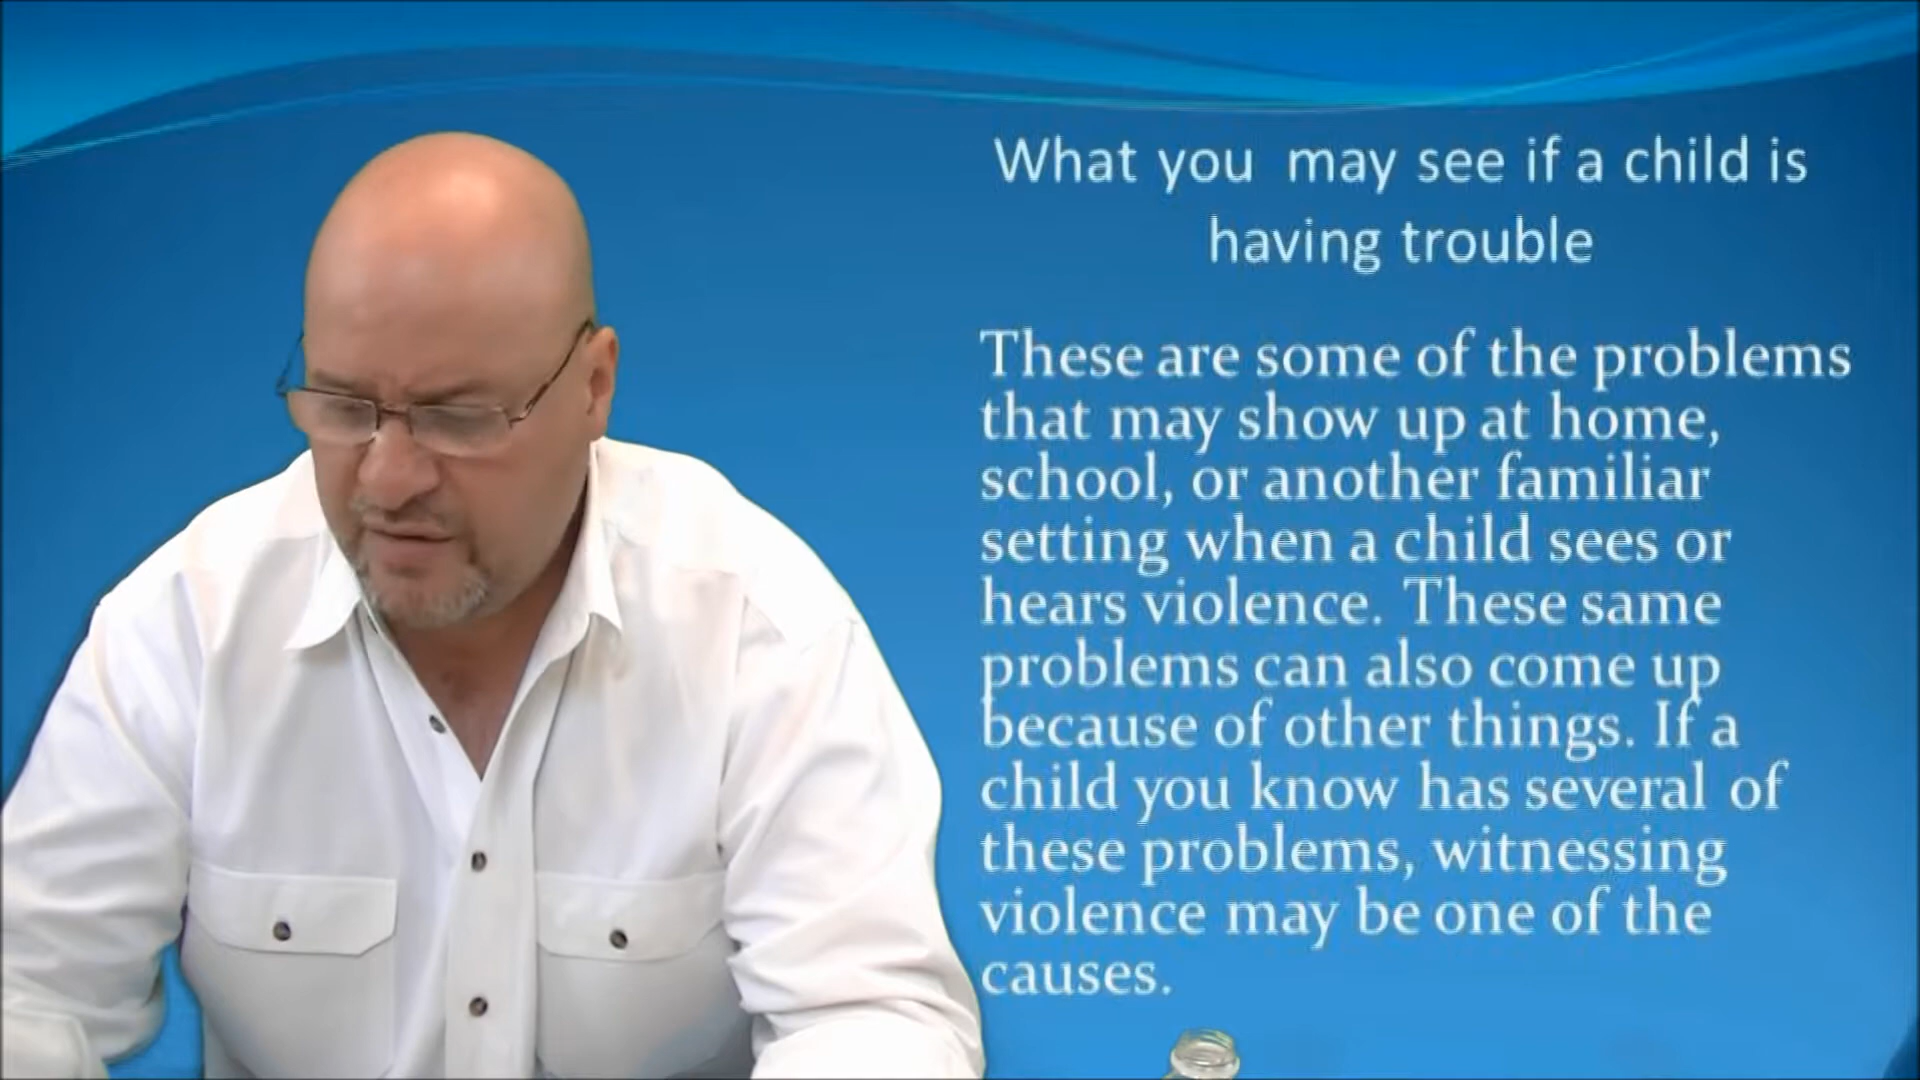 What you may see if a child is
having trouble
These are some of the problems
that may show up at home,
school, or another familiar
setting when a child sees or
hears violence. These same
problems can also come up
because of other things. If a
child you know has several of
these problems, witnessing
violence may be one of the
causes.